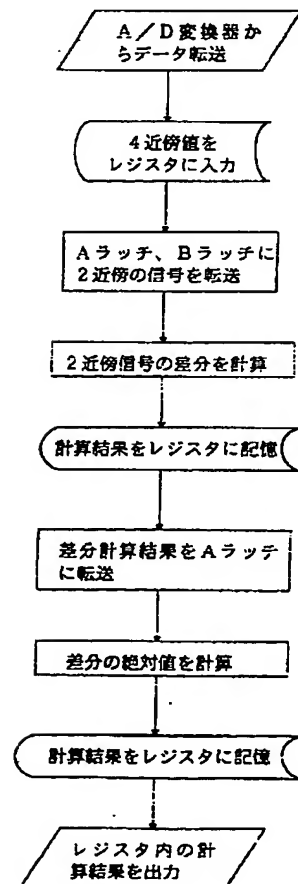 A／D変換器か
らデータ転送
4近傍値を
レジスタに入力
Aラッチ、Bラッチに
2近傍の信号を転送
2近傍信号の差分を計算
計算結果をレジスタに記憶
差分計算結果をAラッチ
に転送
差分の絶対値を計算
計算結果をレジスタに記憶
レジスタ内の計
算結果を出力